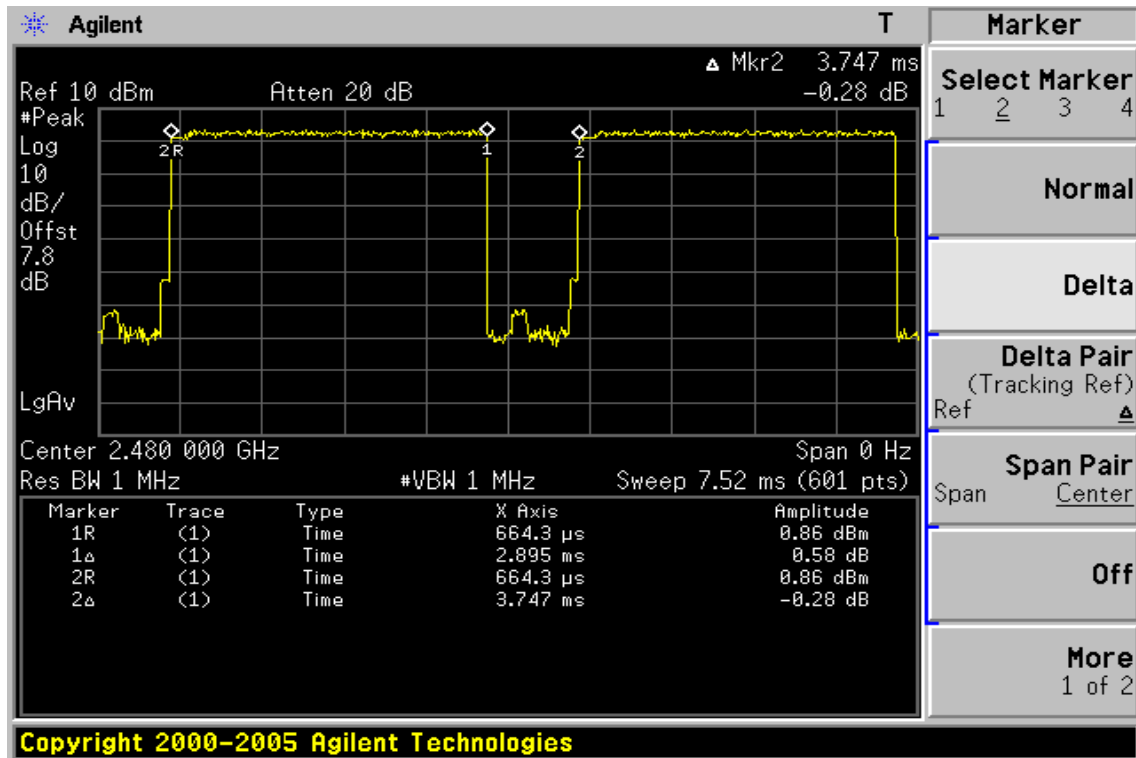 Agilent T
▵ Mkr2 3.747 ms
Ref 10 dBm Atten 20 dB -0.28 dB
#Peak
Log
10
dB/
Offst
7.8
dB
2R 1 2
LgAv
Center 2.480 000 GHz Span 0 Hz
Res BW 1 MHz #VBW 1 MHz Sweep 7.52 ms (601 pts)
Marker Trace Type X Axis Amplitude
1R (1) Time 664.3 µs 0.86 dBm
1▵ (1) Time 2.895 ms 0.58 dB
2R (1) Time 664.3 µs 0.86 dBm
2▵ (1) Time 3.747 ms -0.28 dB
Copyright 2000-2005 Agilent Technologies
Marker
Select Marker
1 2 3 4
Normal
Delta
Delta Pair
(Tracking Ref)
Ref ▵
Span Pair
Span Center
Off
More
1 of 2